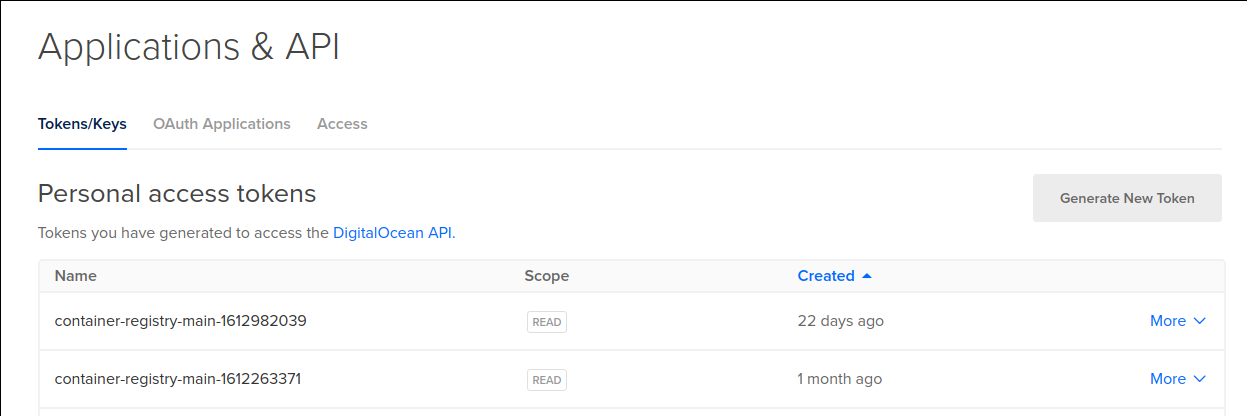 Applications & API
Tokens/Keys OAuth Applications Access
Personal access tokens
Generate New Token
Tokens you have generated to access the DigitalOcean API.
Name Scope Created
container-registry-main-1612982039 READ 22 days ago More
container-registry-main-1612263371 READ 1 month ago More